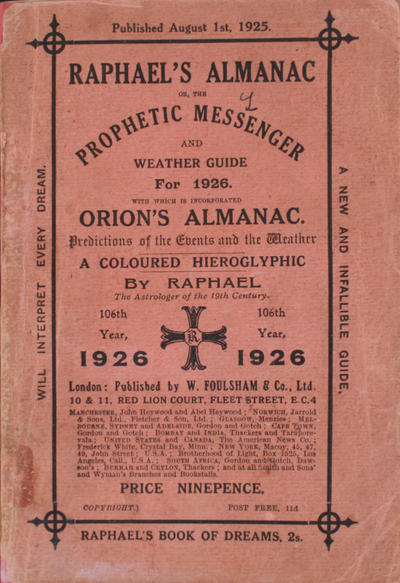 Published August 1st, 1925.
RAPHAEL'S ALMANAC
OR, THE
PROPHETIC MESSENGER
AND
WEATHER GUIDE
For 1926.
WITH WHICH IS INCORPORATED
ORION'S ALMANAC.
Predictions of the Events and the Weather
A COLOURED HIEROGLYPHIC
BY RAPHAEL
The Astrologer of the 19th Century.
106th
Year,
1926
R
106th
Year,
1926
London: Published by W. FOULSHAM & Co., Ltd.
10 & 11, RED LION COURT, FLEET STREET, E.C.4
MANCHESTER, John Heywood and Abel Heywood; NORWICH, Jarrold
& Sons, Ltd., Fletcher & Son, Ltd.; GLASGOW, Menzies; MEL-
BOURNE, SYDNEY and ADELAIDE, Gordon and Gotch; CAPE TOWN,
Gordon and Gotch; BOMBAY and INDIA, Thackers and Tarapore-
vala; UNITED STATES and CANADA, The American News Co.;
Frederick White, Crystal Bay, Minn.; NEW YORK, Macoy, 45, 47,
49, John Street; U.S.A.; Brotherhood of Light, Box 1525, Los
Angeles, Cal., U.S.A.; SOUTH AFRICA, Gordon and Gotch, Daw-
son's; BURMAH and CEYLON, Thackers; and at all Smith and Sons'
and Wyman's Branches and Bookstalls.
PRICE NINEPENCE.
COPYRIGHT.)
POST FREE, 11d.
RAPHAEL'S BOOK OF DREAMS, 2s.
WILL INTERPRET EVERY DREAM.
A NEW AND INFALLIBLE GUIDE.